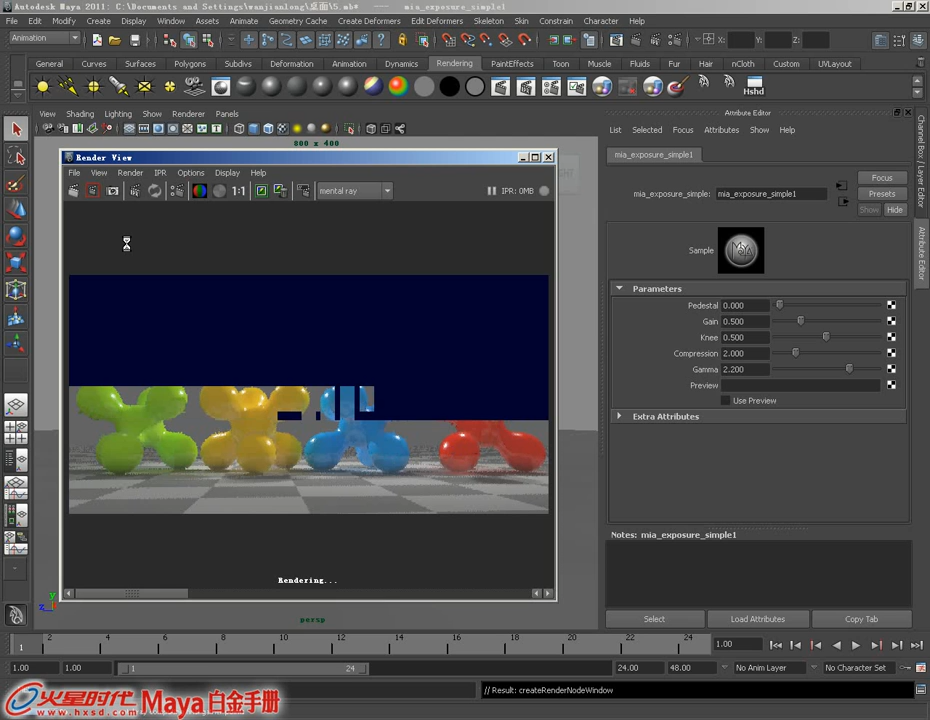 Autodesk Maya 2011: C:\Documents and Settings\wanjianlong\桌面\5.mb* --- mia_exposure_simple1
File Edit Modify Create Display Window Assets Animate Geometry Cache Create Deformers Edit Deformers Skeleton Skin Constrain Character Help
Animation X: Y: Z:
General Curves Surfaces Polygons Subdivs Deformation Animation Dynamics Rendering PaintEffects Toon Muscle Fluids Fur Hair nCloth Custom UVLayout
Hshd
View Shading Lighting Show Renderer Panels
800 x 400
Render View
File View Render IPR Options Display Help
1:1 mental ray IPR: 0MB
Rendering...
persp
y
z
Attribute Editor
List Selected Focus Attributes Show Help
mia_exposure_simple1
mia_exposure_simple: mia_exposure_simple1
Focus
Presets
Show Hide
Sample
Parameters
Pedestal 0.000
Gain 0.500
Knee 0.500
Compression 2.000
Gamma 2.200
Preview
Use Preview
Extra Attributes
Notes: mia_exposure_simple1
Select Load Attributes Copy Tab
Channel Box / Layer Editor
Attribute Editor
2 4 6 8 10 12 14 16 18 20 22 24
1 1.00
1.00 1.00 1 24 24.00 48.00 No Anim Layer No Character Set
// Result: createRenderNodeWindow
火星时代 Maya白金手册
www.hxsd.com